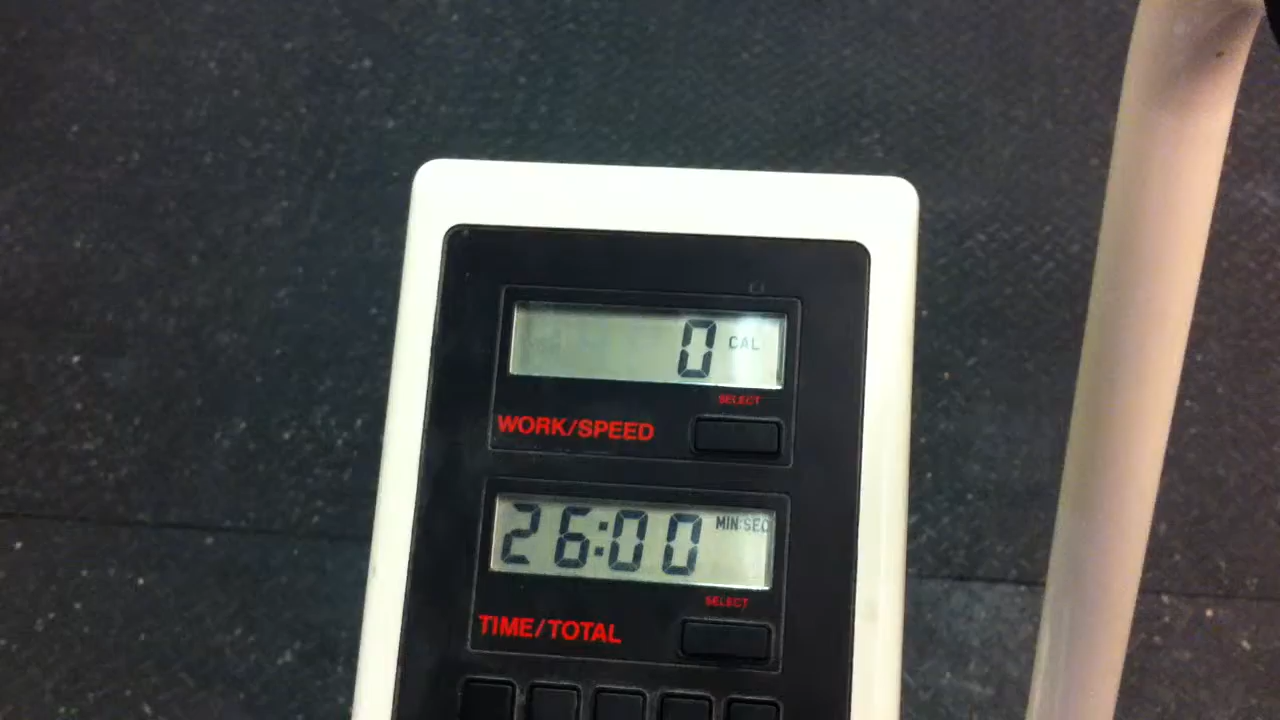 0 CAL
SELECT
WORK/SPEED
26:00 MIN:SEC
SELECT
TIME/TOTAL